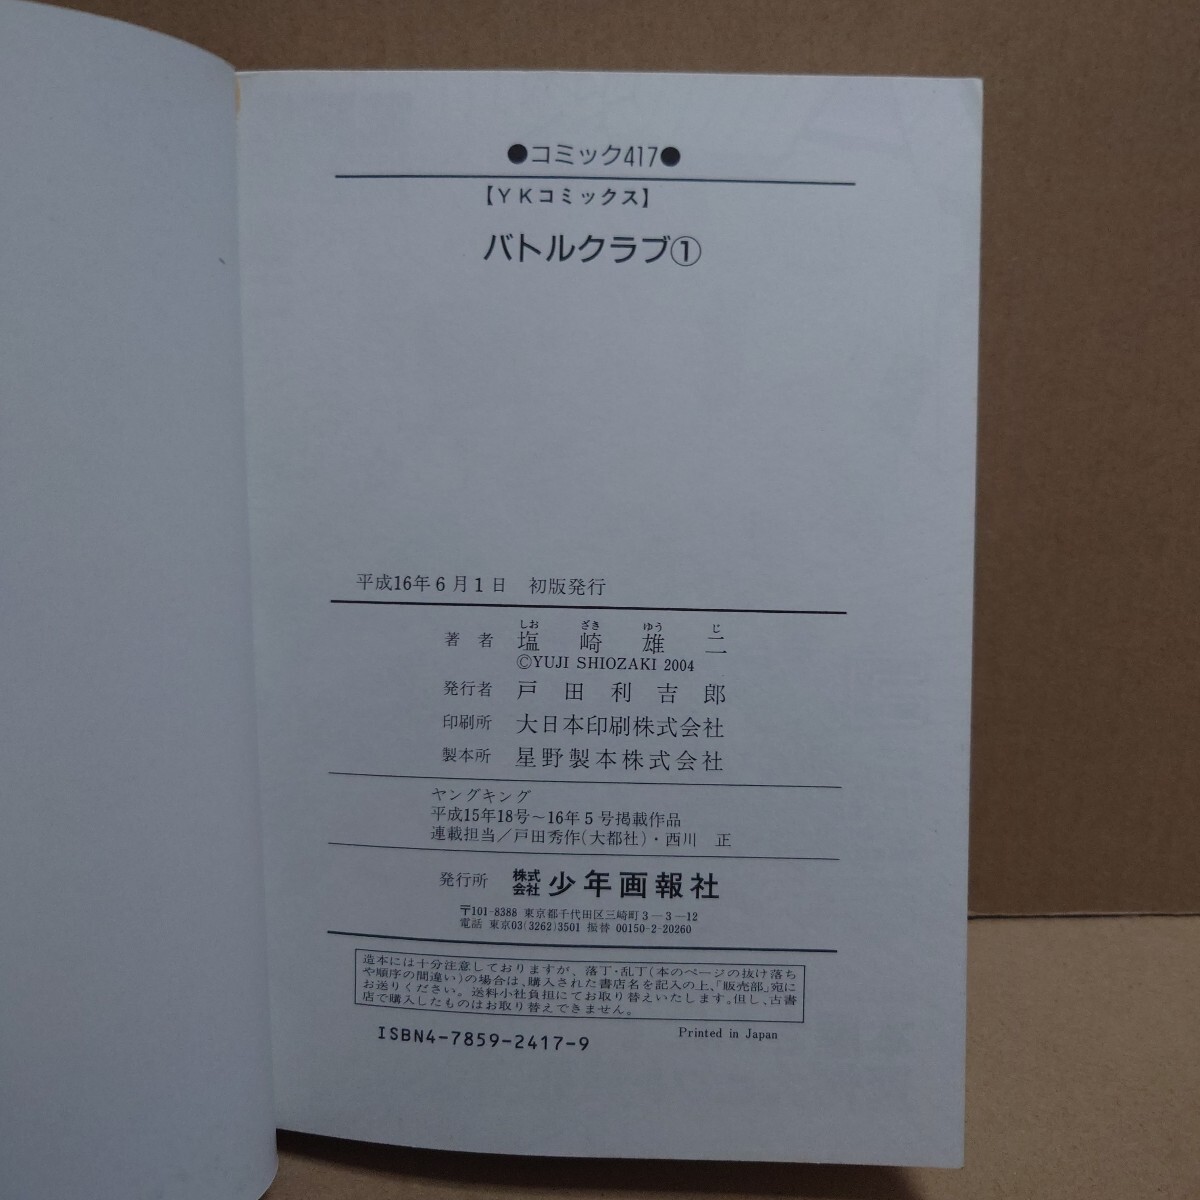 ●コミック417●
【YKコミックス】
バトルクラブ①
平成16年6月1日 初版発行
しお ざき ゆう じ
著者 塩崎雄二
©YUJI SHIOZAKI 2004
発行者 戸田利吉郎
印刷所 大日本印刷株式会社
製本所 星野製本株式会社
ヤングキング
平成15年18号〜16年5号掲載作品
連載担当/戸田秀作(大都社)・西川 正
発行所 株式会社 少年画報社
〒101-8388 東京都千代田区三崎町3-3-12
電話 東京03(3262)3501 振替 00150-2-20260
造本には十分注意しておりますが、落丁・乱丁(本のページの抜け落ち
や順序の間違い)の場合は、購入された書店名を記入の上、「販売部」宛に
お送りください。送料小社負担にてお取り替えいたします。但し、古書
店で購入したものはお取り替えできません。
ISBN4-7859-2417-9
Printed in Japan